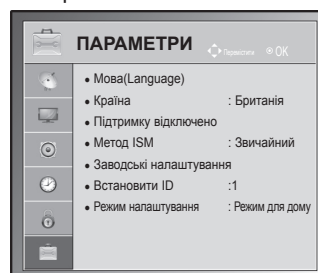 ПАРАМЕТРИ Перемістити OK
• Мова(Language)
• Країна : Британія
• Підтримку відключено
• Метод ISM : Звичайний
• Заводські налаштування
• Встановити ID :1
• Режим налаштування : Режим для дому